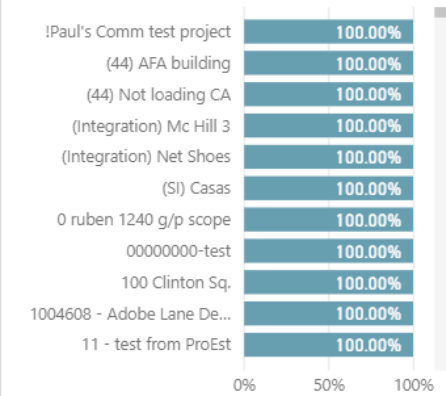 !Paul's Comm test project 100.00%
(44) AFA building 100.00%
(44) Not loading CA 100.00%
(Integration) Mc Hill 3 100.00%
(Integration) Net Shoes 100.00%
(SI) Casas 100.00%
0 ruben 1240 g/p scope 100.00%
00000000-test 100.00%
100 Clinton Sq. 100.00%
1004608 - Adobe Lane De... 100.00%
11 - test from ProEst 100.00%
0% 50% 100%